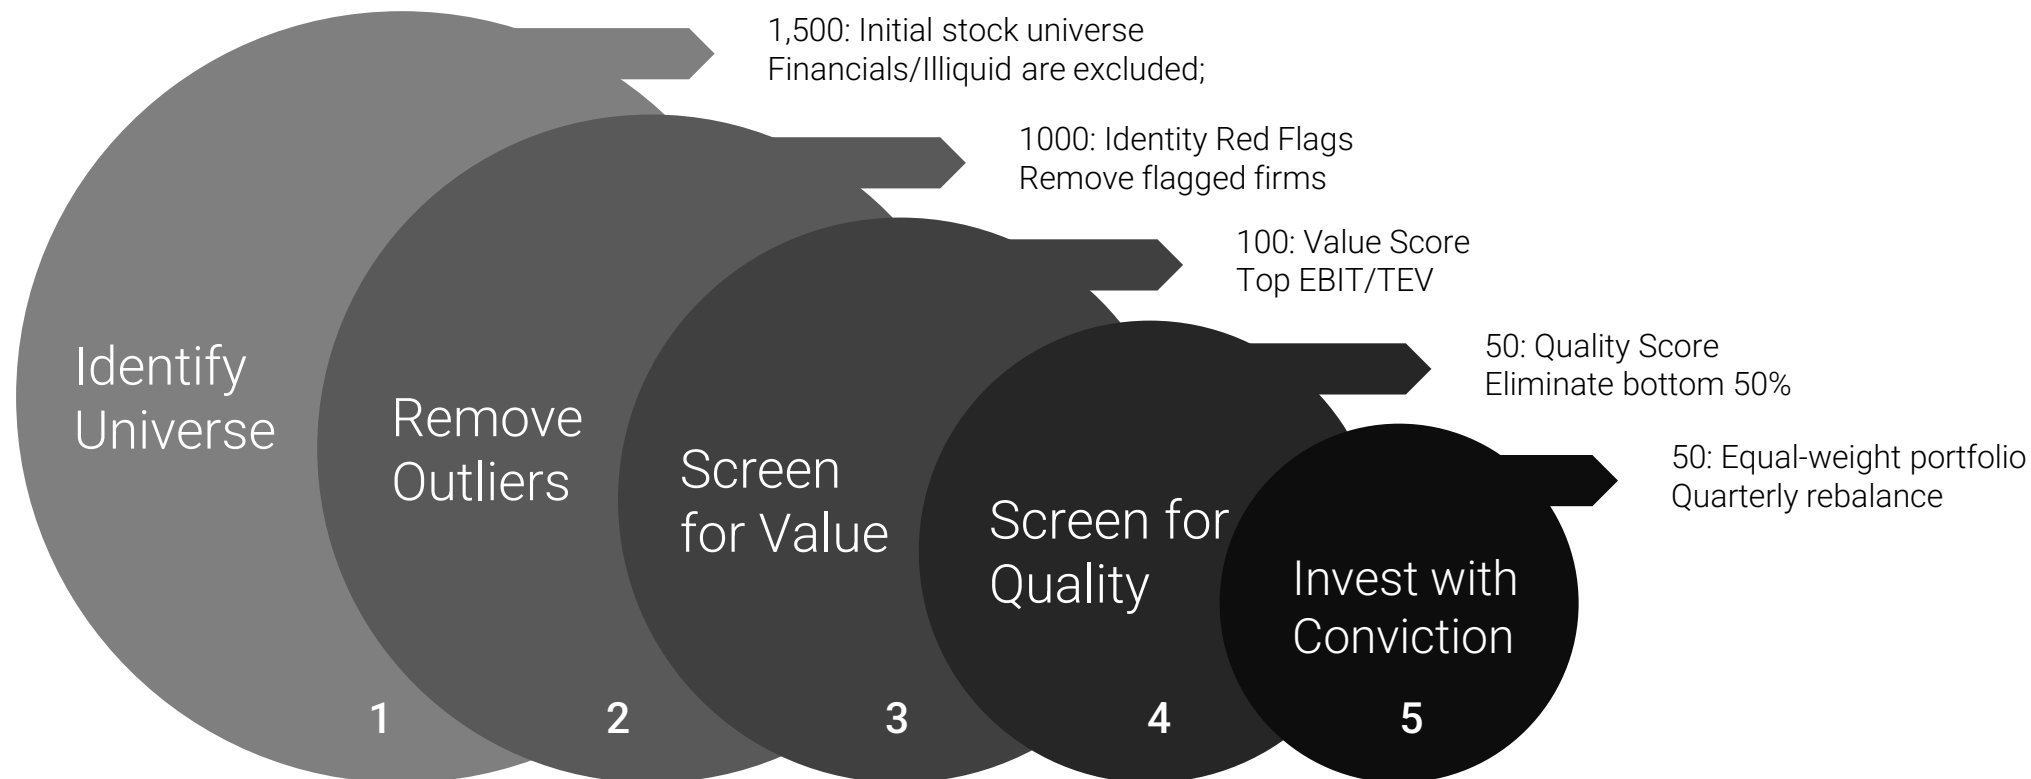 1,500: Initial stock universe
Financials/Illiquid are excluded;
1000: Identity Red Flags
Remove flagged firms
100: Value Score
Top EBIT/TEV
50: Quality Score
Eliminate bottom 50%
50: Equal-weight portfolio
Quarterly rebalance
Identify
Universe
1
Remove
Outliers
2
Screen
for Value
3
Screen for
Quality
4
Invest with
Conviction
5